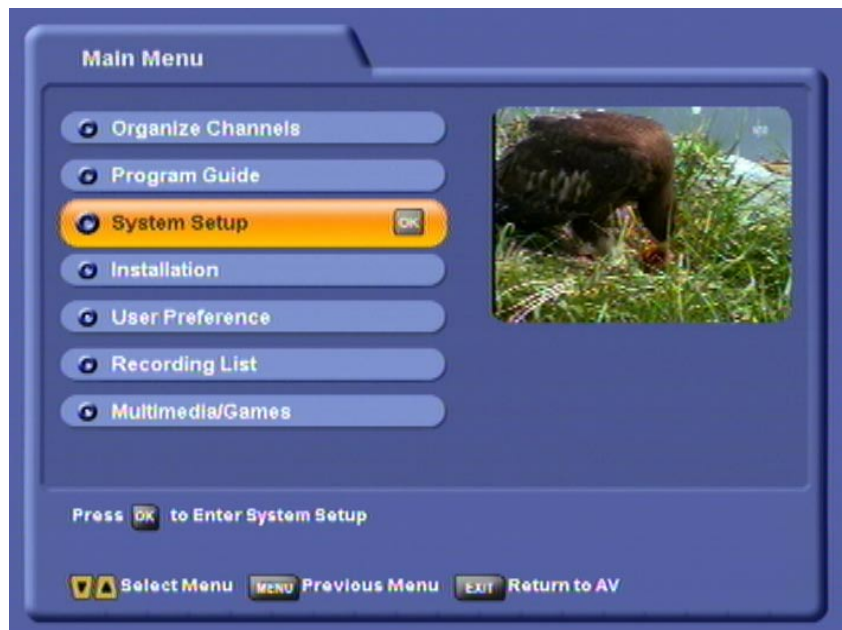 Main Menu
Organize Channels
Program Guide
System Setup OK
Installation
User Preference
Recording List
Multimedia/Games
Press OK to Enter System Setup
Select Menu MENU Previous Menu EXIT Return to AV